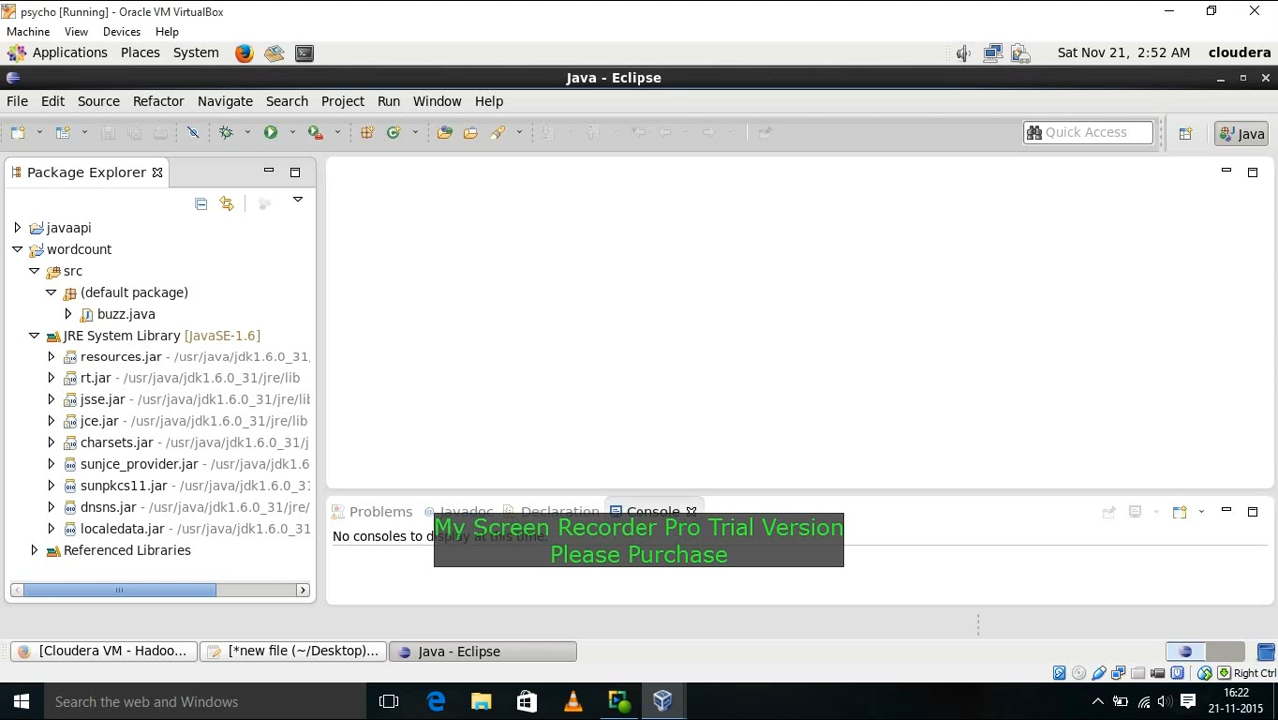 psycho [Running] - Oracle VM VirtualBox
Machine View Devices Help
Applications Places System Sat Nov 21, 2:52 AM cloudera
Java - Eclipse
File Edit Source Refactor Navigate Search Project Run Window Help
Quick Access Java
Package Explorer
javaapi
wordcount
src
(default package)
buzz.java
JRE System Library [JavaSE-1.6]
resources.jar - /usr/java/jdk1.6.0_31/
rt.jar - /usr/java/jdk1.6.0_31/jre/lib
jsse.jar - /usr/java/jdk1.6.0_31/jre/lib
jce.jar - /usr/java/jdk1.6.0_31/jre/lib
charsets.jar - /usr/java/jdk1.6.0_31/j
sunjce_provider.jar - /usr/java/jdk1.6
sunpkcs11.jar - /usr/java/jdk1.6.0_31
dnsns.jar - /usr/java/jdk1.6.0_31/jre/
localedata.jar - /usr/java/jdk1.6.0_31
Referenced Libraries
Problems Javadoc Declaration Console
No consoles to display at this time.
My Screen Recorder Pro Trial Version
Please Purchase
[Cloudera VM - Hadoo... [*new file (~/Desktop)... Java - Eclipse
Right Ctrl
Search the web and Windows
16:22
21-11-2015